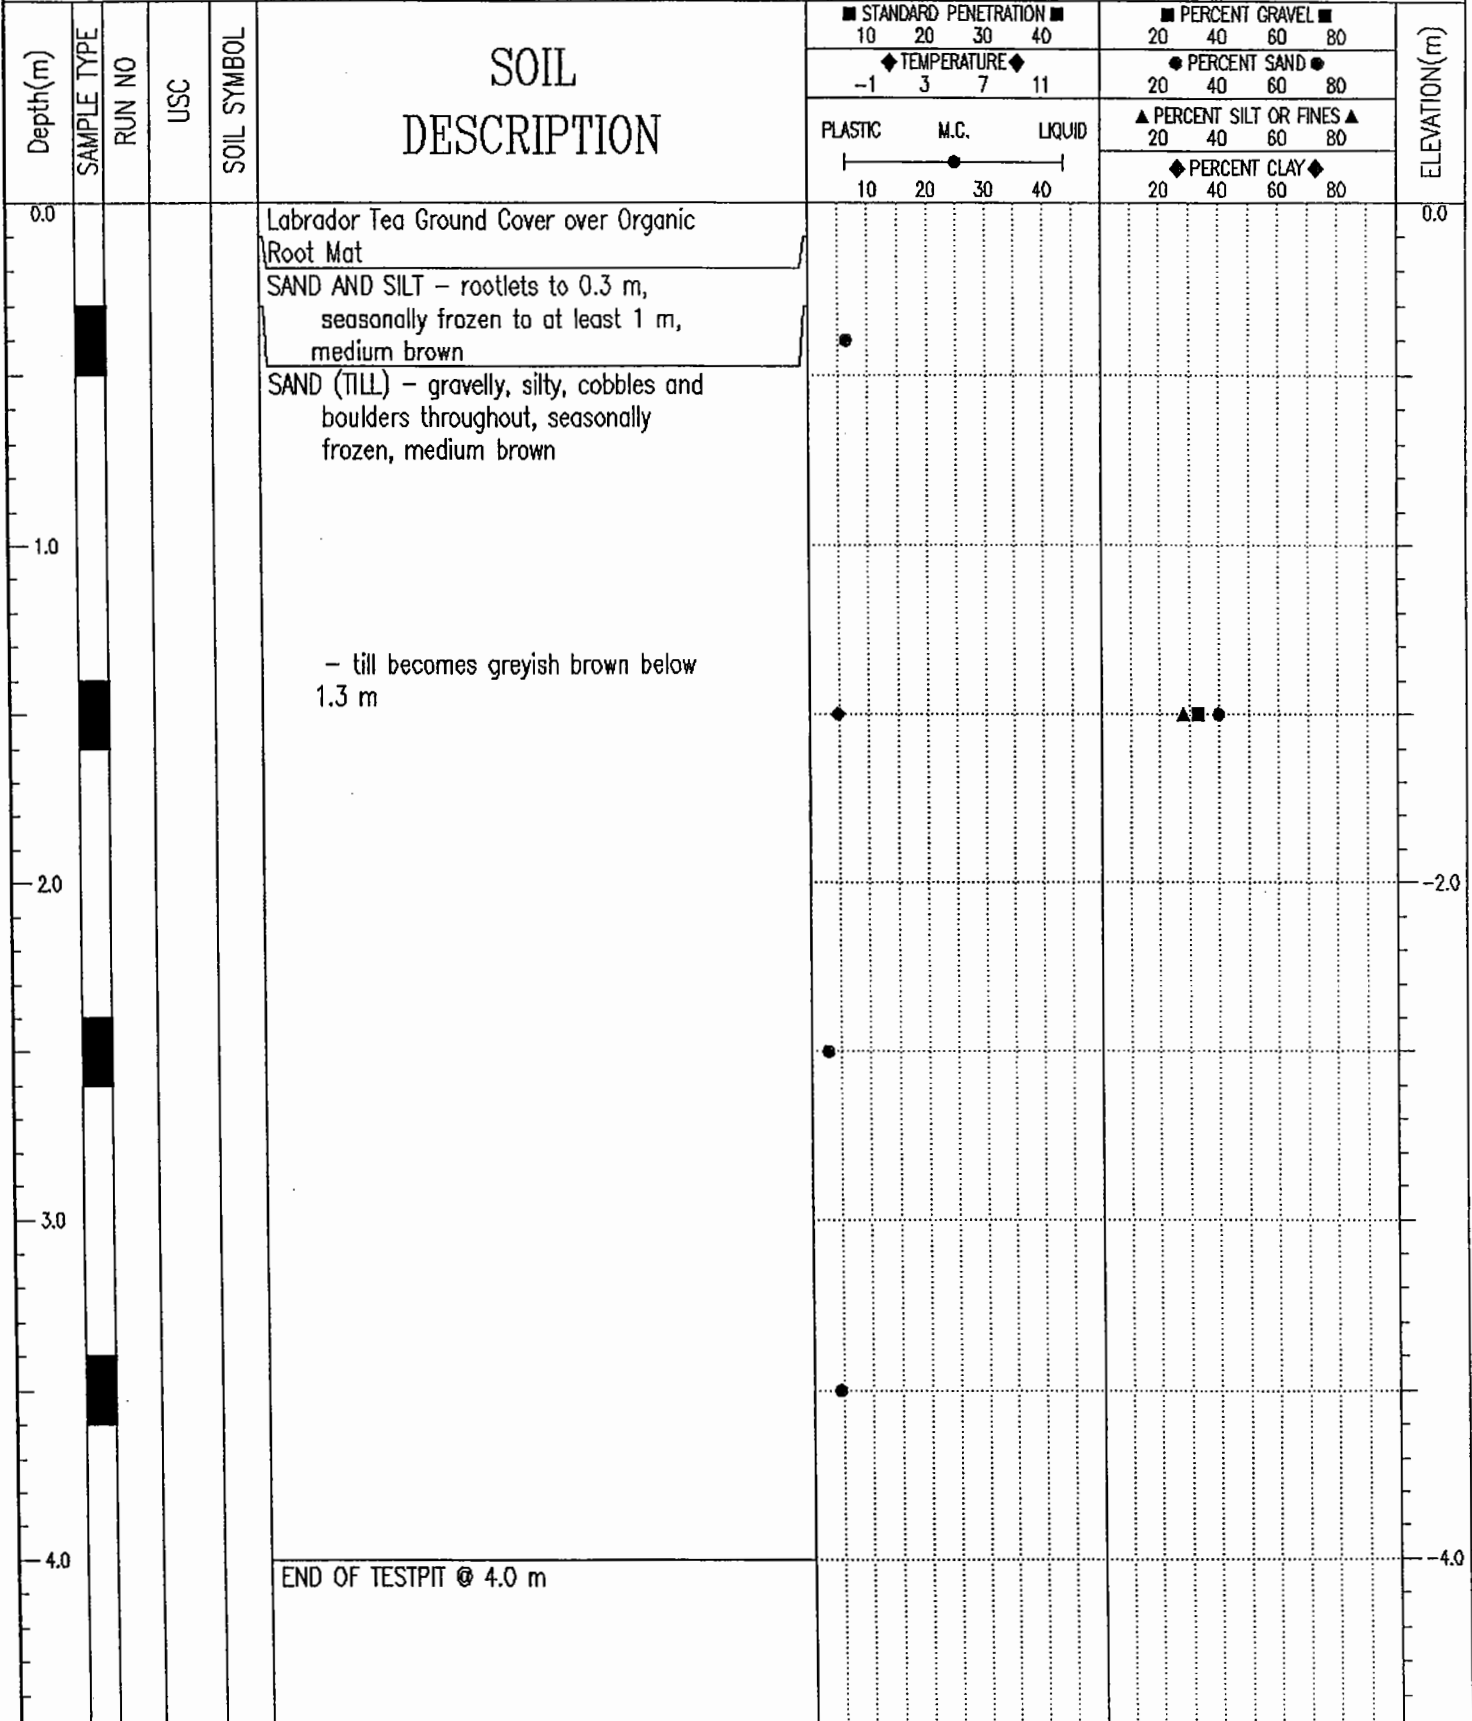 Depth(m)
SAMPLE TYPE
RUN NO
USC
SOIL SYMBOL
SOIL
DESCRIPTION
■ STANDARD PENETRATION ■
10 20 30 40
◆ TEMPERATURE ◆
-1 3 7 11
PLASTIC M.C. LIQUID
10 20 30 40
■ PERCENT GRAVEL ■
20 40 60 80
● PERCENT SAND ●
20 40 60 80
▲ PERCENT SILT OR FINES ▲
20 40 60 80
◆ PERCENT CLAY ◆
20 40 60 80
ELEVATION(m)
0.0
Labrador Tea Ground Cover over Organic
Root Mat
SAND AND SILT – rootlets to 0.3 m,
seasonally frozen to at least 1 m,
medium brown
SAND (TILL) – gravelly, silty, cobbles and
boulders throughout, seasonally
frozen, medium brown
1.0
– till becomes greyish brown below
1.3 m
2.0
3.0
4.0
END OF TESTPIT @ 4.0 m
0.0
-2.0
-4.0